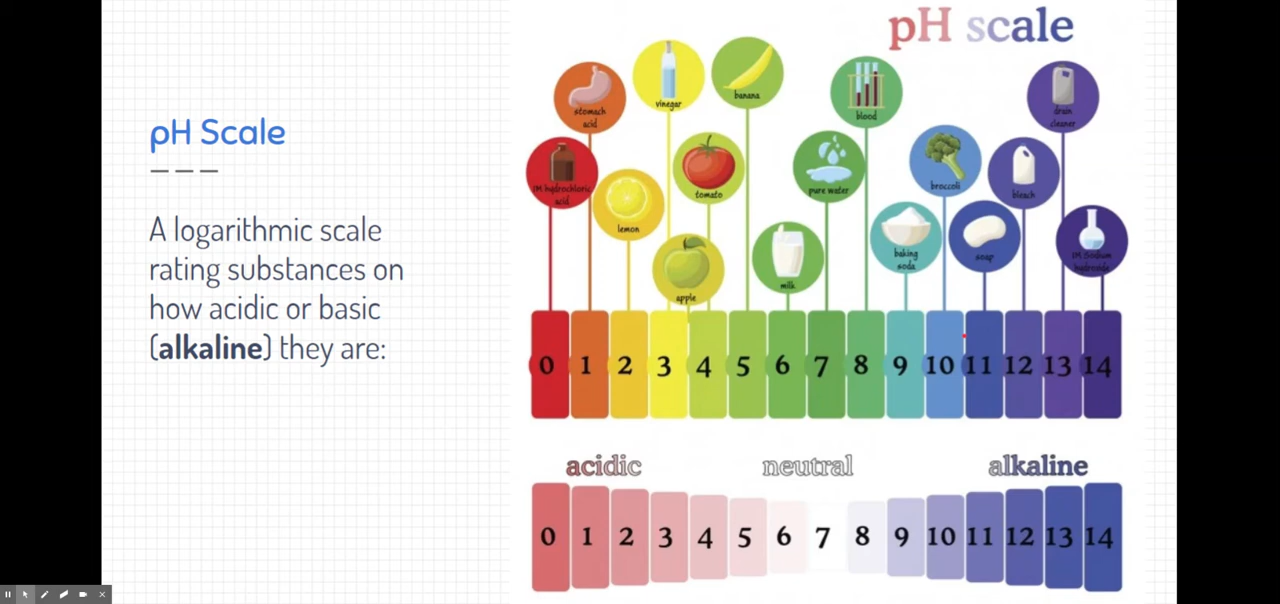 pH Scale
A logarithmic scale
rating substances on
how acidic or basic
(alkaline) they are:
pH scale
stomach
acid
vinegar
banana
blood
drain
cleaner
1M hydrochloric
acid
lemon
tomato
apple
milk
pure water
broccoli
baking
soda
soap
bleach
1M Sodium
hydroxide
0 1 2 3 4 5 6 7 8 9 10 11 12 13 14
acidic neutral alkaline
0 1 2 3 4 5 6 7 8 9 10 11 12 13 14